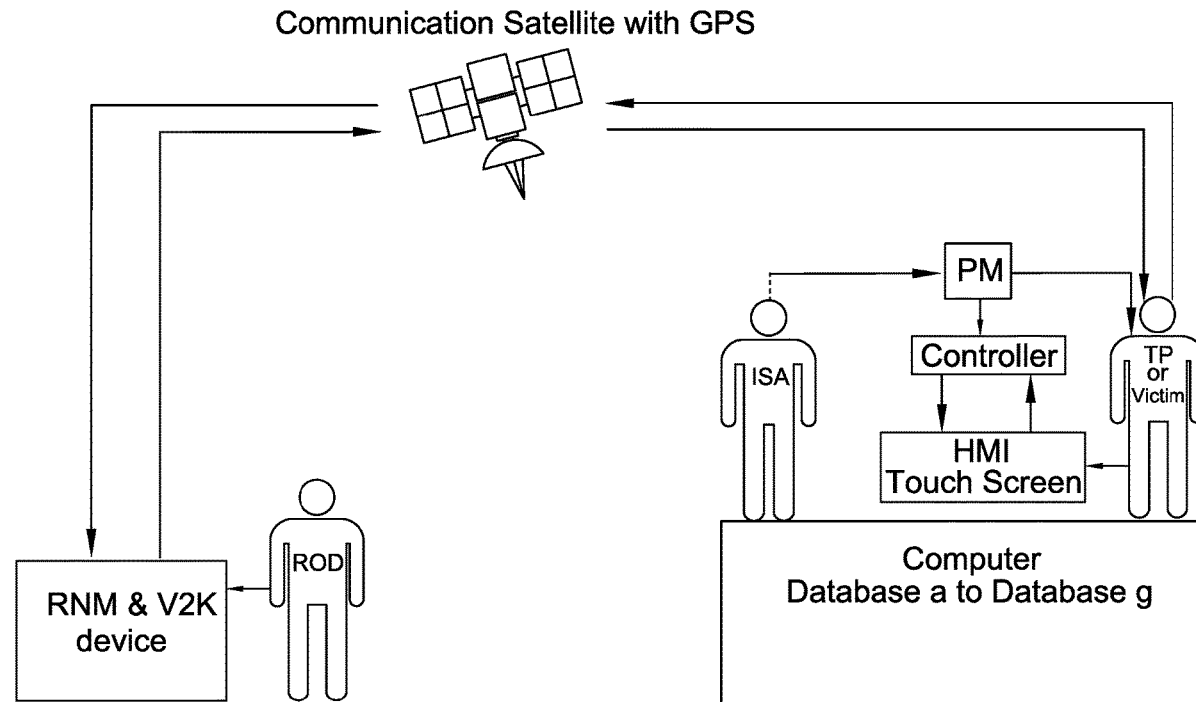 Communication Satellite with GPS
PM
Controller
ISA
TP
or
Victim
HMI
Touch Screen
ROD
RNM & V2K
device
Computer
Database a to Database g